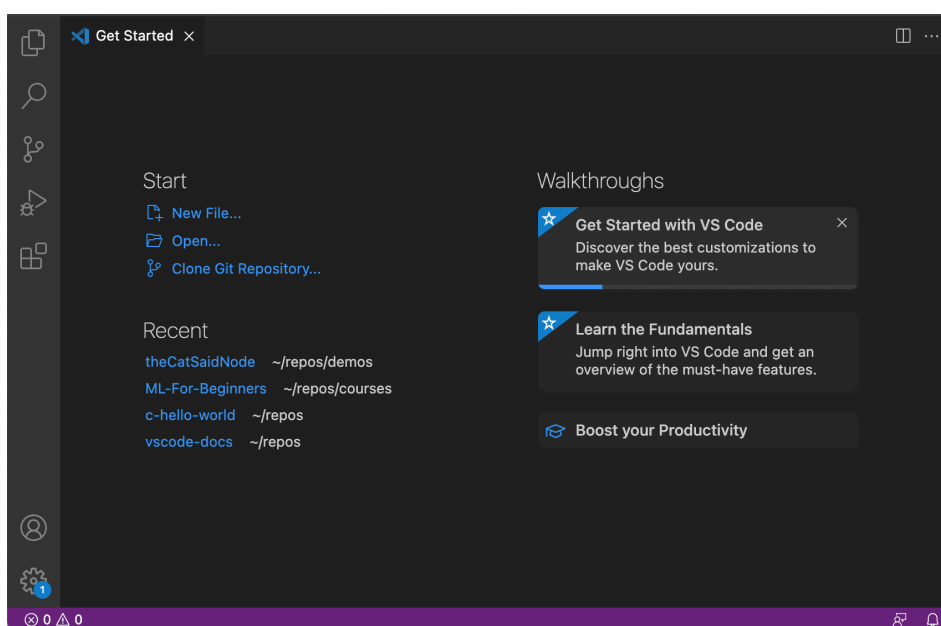 Get Started
Start
New File...
Open...
Clone Git Repository...
Recent
theCatSaidNode ~/repos/demos
ML-For-Beginners ~/repos/courses
c-hello-world ~/repos
vscode-docs ~/repos
Walkthroughs
Get Started with VS Code
Discover the best customizations to
make VS Code yours.
Learn the Fundamentals
Jump right into VS Code and get an
overview of the must-have features.
Boost your Productivity
1
0 0